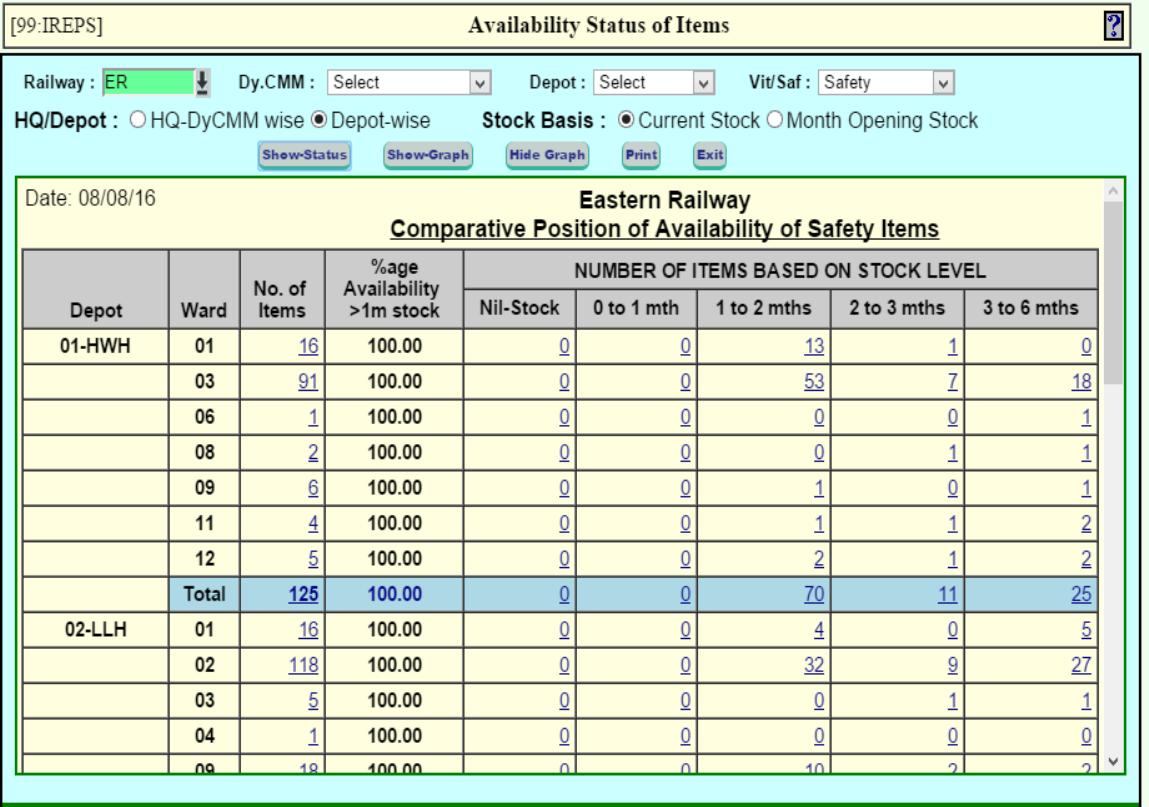 [99:IREPS] Availability Status of Items ?
Railway : ER Dy.CMM : Select Depot : Select Vit/Saf : Safety
HQ/Depot : HQ-DyCMM wise Depot-wise Stock Basis : Current Stock Month Opening Stock
Show-Status Show-Graph Hide Graph Print Exit
Date: 08/08/16 Eastern Railway
Comparative Position of Availability of Safety Items
Depot Ward No. of Items %age Availability >1m stock NUMBER OF ITEMS BASED ON STOCK LEVEL
Nil-Stock 0 to 1 mth 1 to 2 mths 2 to 3 mths 3 to 6 mths
01-HWH 01 16 100.00 0 0 13 1 0
03 91 100.00 0 0 53 7 18
06 1 100.00 0 0 0 0 1
08 2 100.00 0 0 0 1 1
09 6 100.00 0 0 1 0 1
11 4 100.00 0 0 1 1 2
12 5 100.00 0 0 2 1 2
Total 125 100.00 0 0 70 11 25
02-LLH 01 16 100.00 0 0 4 0 5
02 118 100.00 0 0 32 9 27
03 5 100.00 0 0 0 1 1
04 1 100.00 0 0 0 0 0
09 18 100.00 0 0 10 2 2